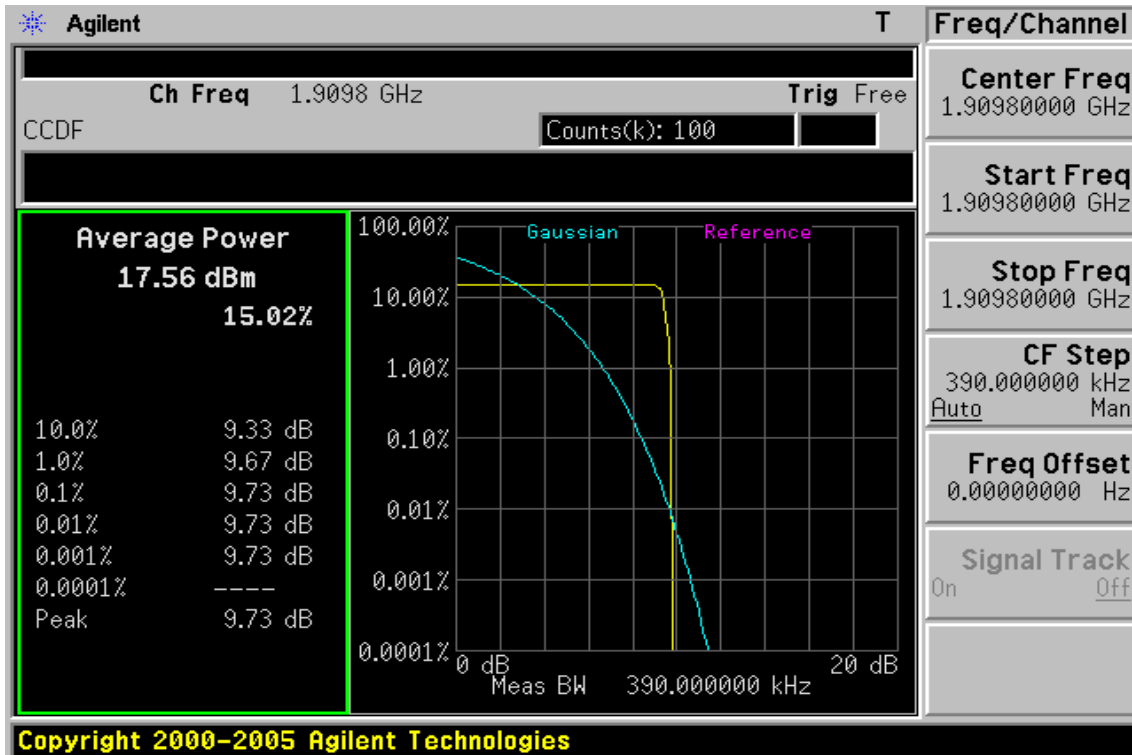 Agilent T
Ch Freq 1.9098 GHz Trig Free
CCDF Counts(k): 100
Average Power
17.56 dBm
15.02%
10.0% 9.33 dB
1.0% 9.67 dB
0.1% 9.73 dB
0.01% 9.73 dB
0.001% 9.73 dB
0.0001% ----
Peak 9.73 dB
Gaussian Reference
100.00%
10.00%
1.00%
0.10%
0.01%
0.001%
0.0001%
0 dB 20 dB
Meas BW 390.000000 kHz
Freq/Channel
Center Freq
1.90980000 GHz
Start Freq
1.90980000 GHz
Stop Freq
1.90980000 GHz
CF Step
390.000000 kHz
Auto Man
Freq Offset
0.00000000 Hz
Signal Track
On Off
Copyright 2000-2005 Agilent Technologies